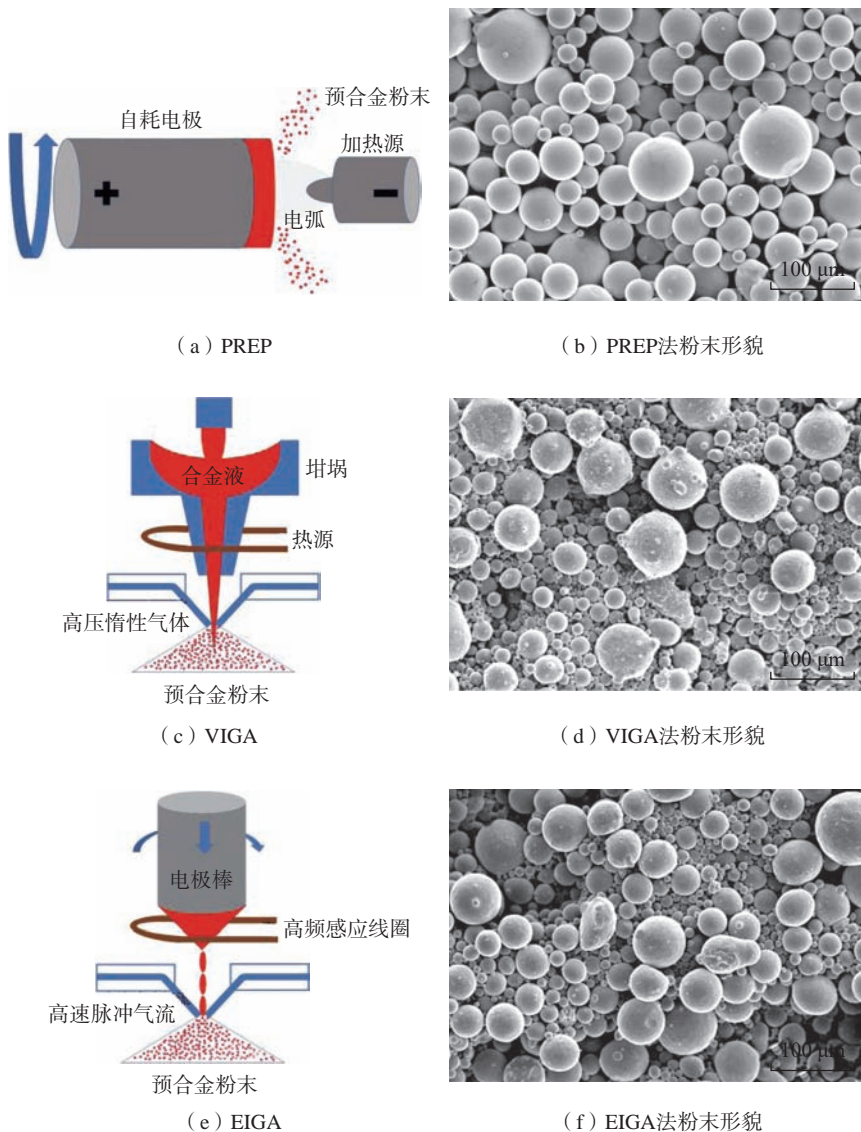 预合金粉末
自耗电极
加热源
+
−
电弧
100 μm
（a）PREP
（b）PREP法粉末形貌
合金液
坩埚
热源
高压惰性气体
预合金粉末
100 μm
（c）VIGA
（d）VIGA法粉末形貌
电极棒
高频感应线圈
高速脉冲气流
预合金粉末
100 μm
（e）EIGA
（f）EIGA法粉末形貌